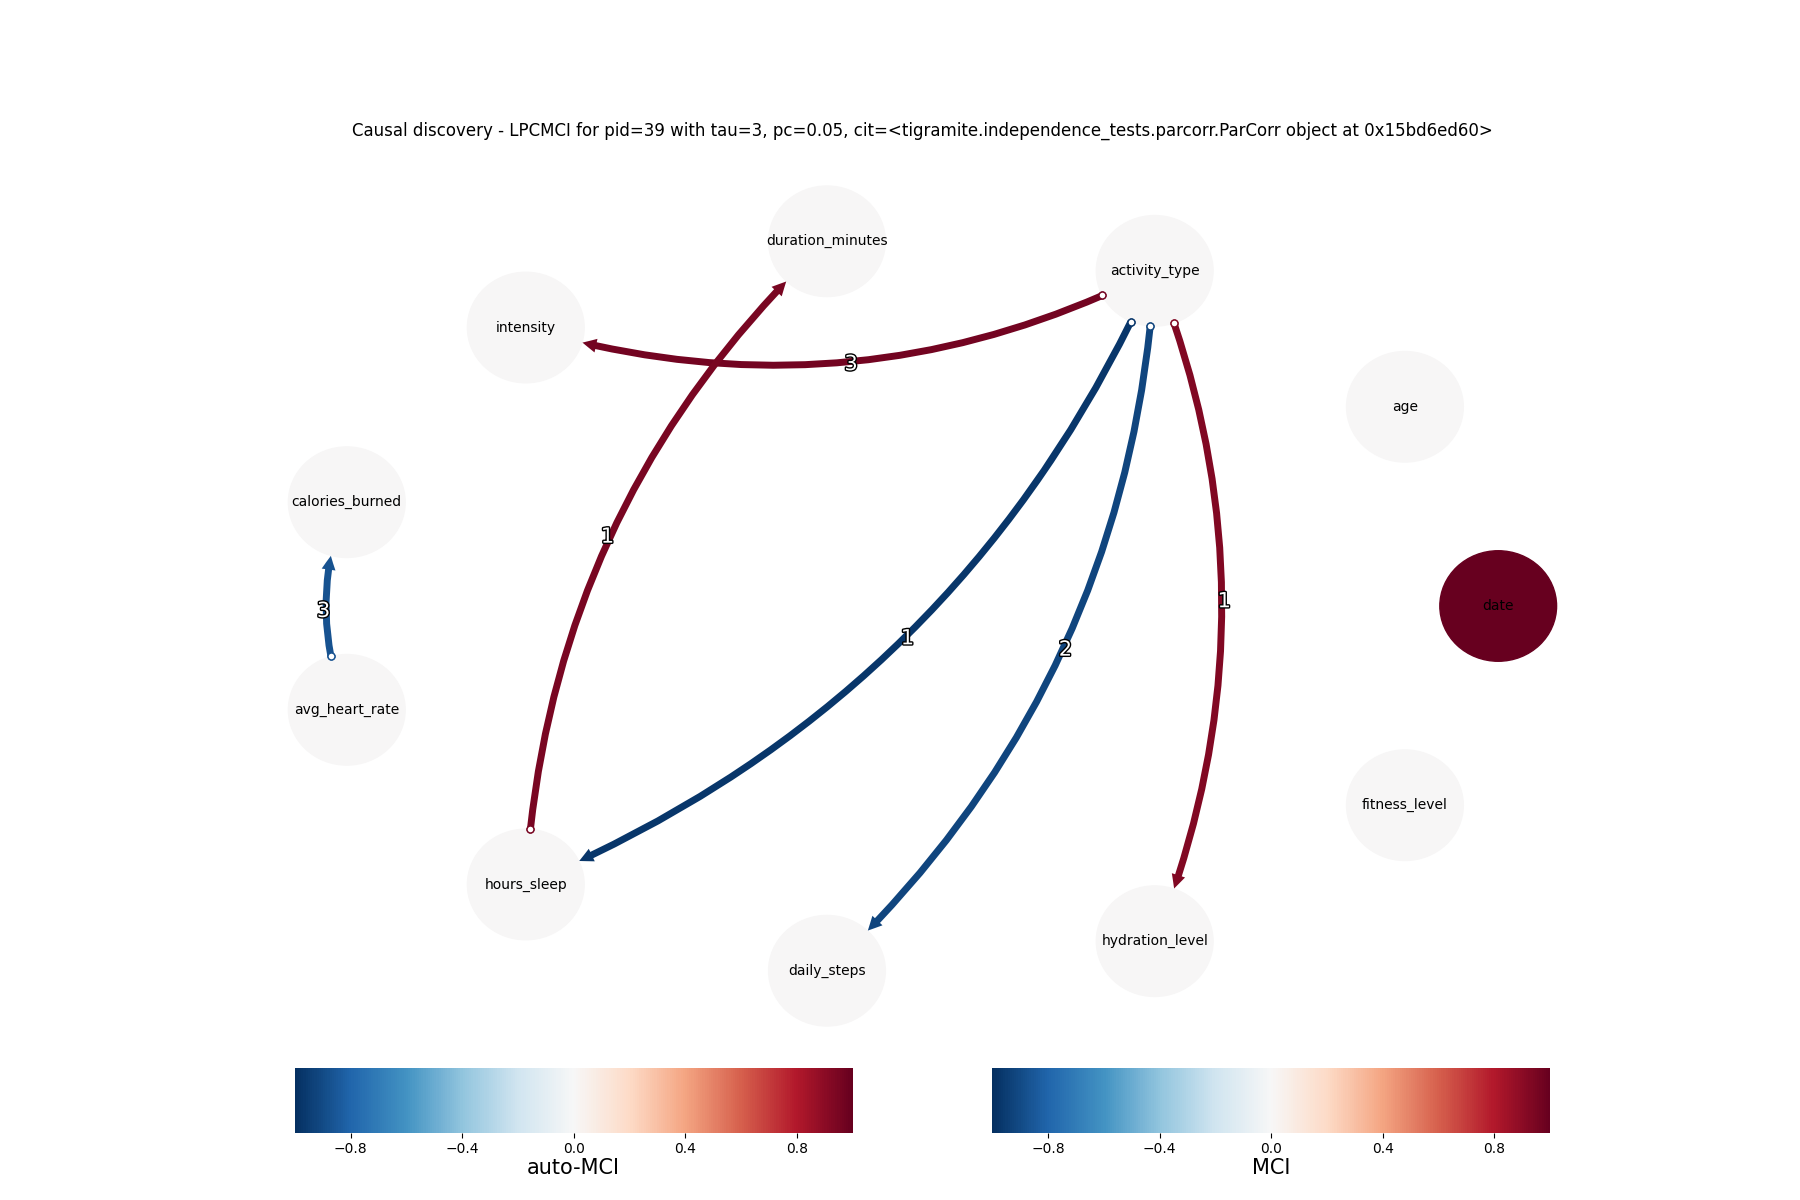 Causal discovery - LPCMCI for pid=39 with tau=3, pc=0.05, cit=<tigramite.independence_tests.parcorr.ParCorr object at 0x15bd6ed60>
duration_minutes
activity_type
intensity
3
age
calories_burned
1
date
1
3
1
2
avg_heart_rate
fitness_level
hours_sleep
hydration_level
daily_steps
−0.8 −0.4 0.0 0.4 0.8
auto-MCI
−0.8 −0.4 0.0 0.4 0.8
MCI